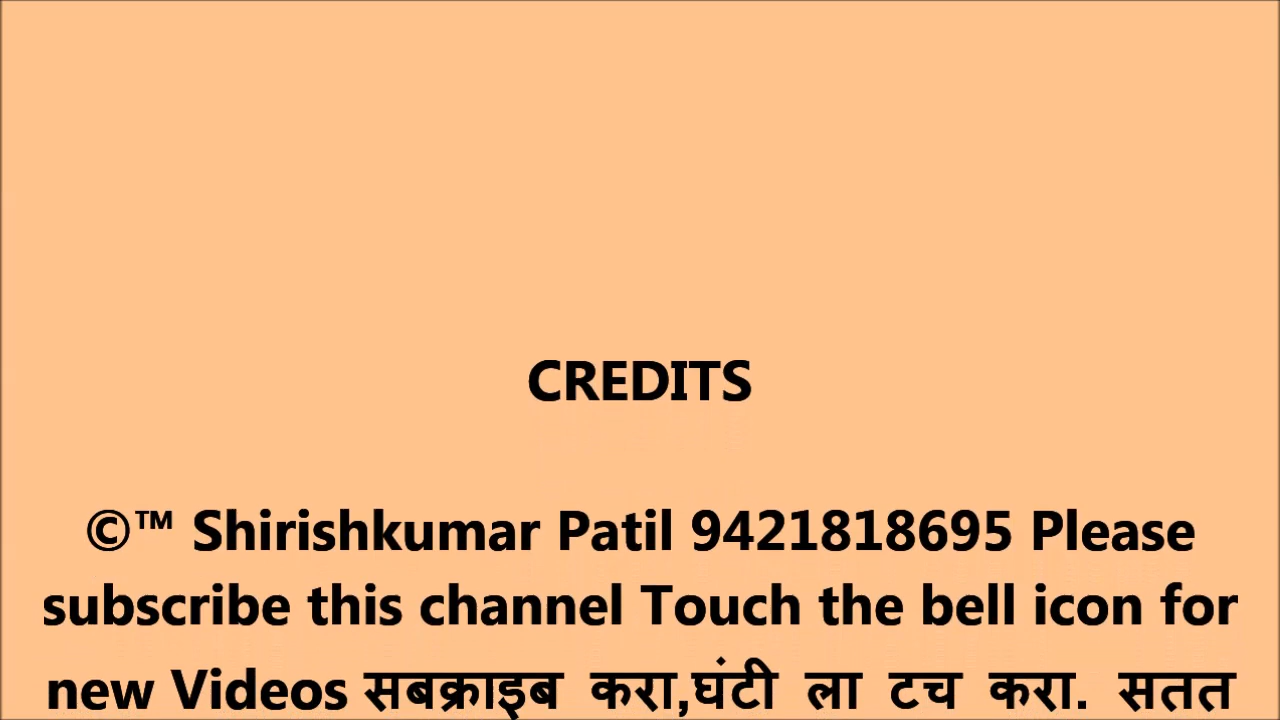 CREDITS
©™ Shirishkumar Patil 9421818695 Please
subscribe this channel Touch the bell icon for
new Videos सबक्राइब करा,घंटी ला टच करा. सतत